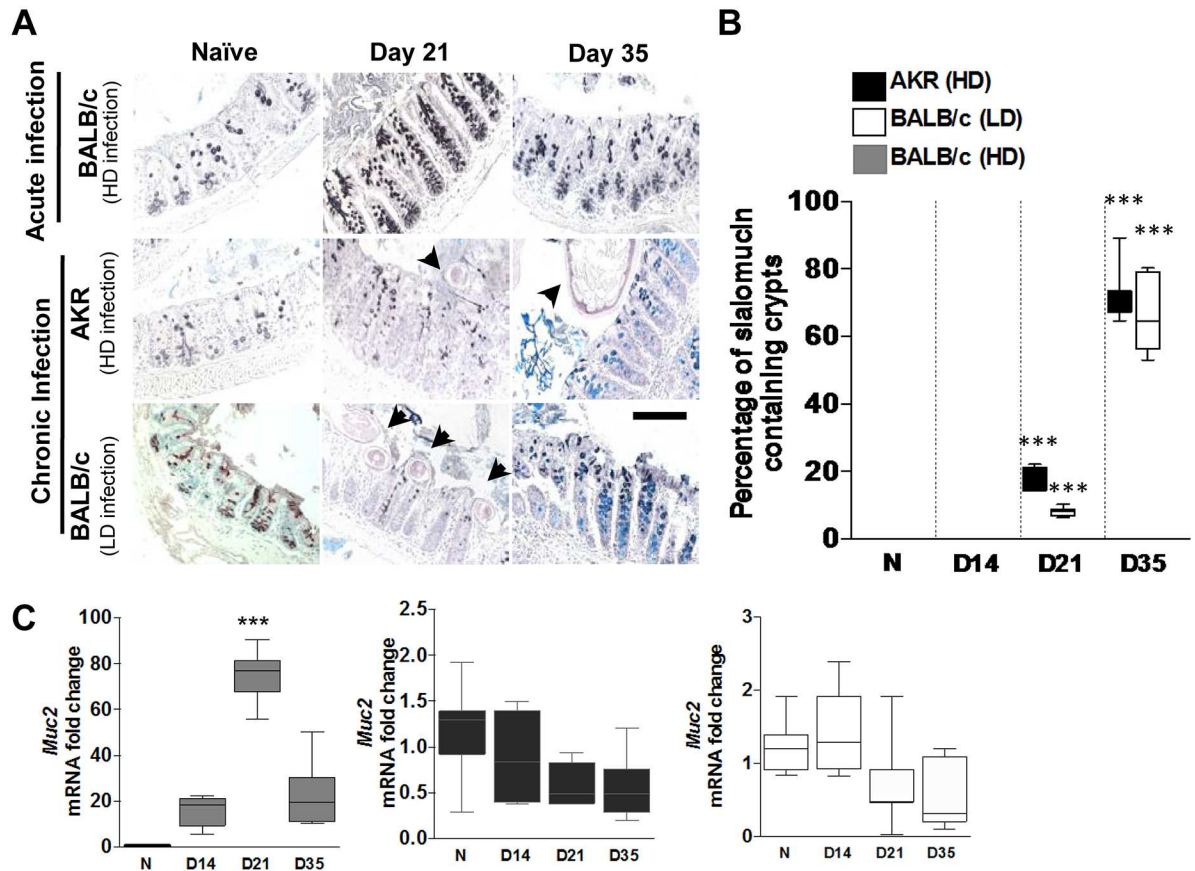 A
Naïve
Day 21
Day 35
Acute infection
BALB/c
(HD infection)
Chronic Infection
AKR
(HD infection)
BALB/c
(LD infection)
B
AKR (HD)
BALB/c (LD)
BALB/c (HD)
Percentage of slalomucin
containing crypts
100
80
60
40
20
0
***
***
***
***
N
D14
D21
D35
C
Muc2
mRNA fold change
100
80
60
40
20
0
***
N
D14
D21
D35
Muc2
mRNA fold change
2.5
2.0
1.5
1.0
0.5
0.0
N
D14
D21
D35
Muc2
mRNA fold change
3
2
1
0
N
D14
D21
D35